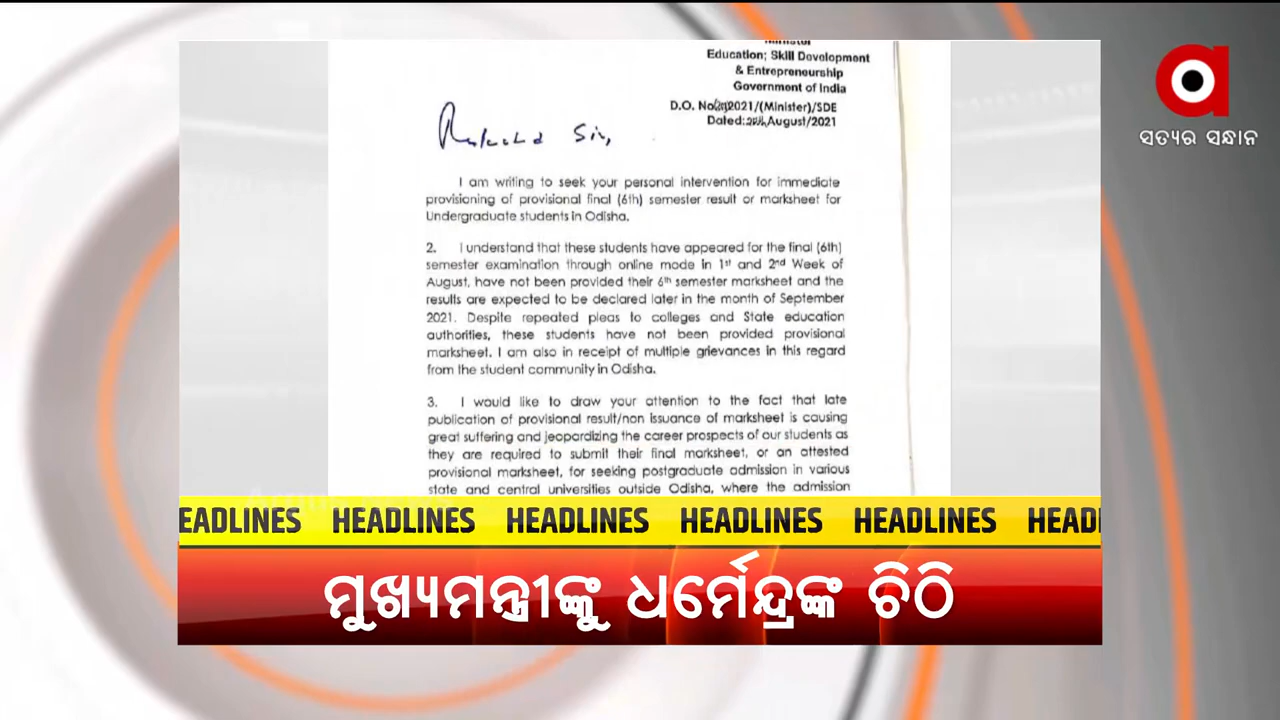 Minister
Education; Skill Development
& Entrepreneurship
Government of India
D.O. No. 2021/(Minister)/SDE
Dated: August/2021
Sir,
I am writing to seek your personal intervention for immediate
provisioning of provisional final (6th) semester result or marksheet for
Undergraduate students in Odisha.
2. I understand that these students have appeared for the final (6th)
semester examination through online mode in 1st and 2nd Week of
August, have not been provided their 6th semester marksheet and the
results are expected to be declared later in the month of September
2021. Despite repeated pleas to colleges and State education
authorities, these students have not been provided provisional
marksheet. I am also in receipt of multiple grievances in this regard
from the student community in Odisha.
3. I would like to draw your attention to the fact that late
publication of provisional result/non issuance of marksheet is causing
great suffering and jeopardizing the career prospects of our students as
they are required to submit their final marksheet, or an attested
provisional marksheet, for seeking postgraduate admission in various
state and central universities outside Odisha, where the admission
a
ସତ୍ୟର ସନ୍ଧାନ
EADLINES HEADLINES HEADLINES HEADLINES HEADLINES HEADL
ମୁଖ୍ୟମନ୍ତ୍ରୀଙ୍କୁ ଧର୍ମେନ୍ଦ୍ରଙ୍କ ଚିଠି